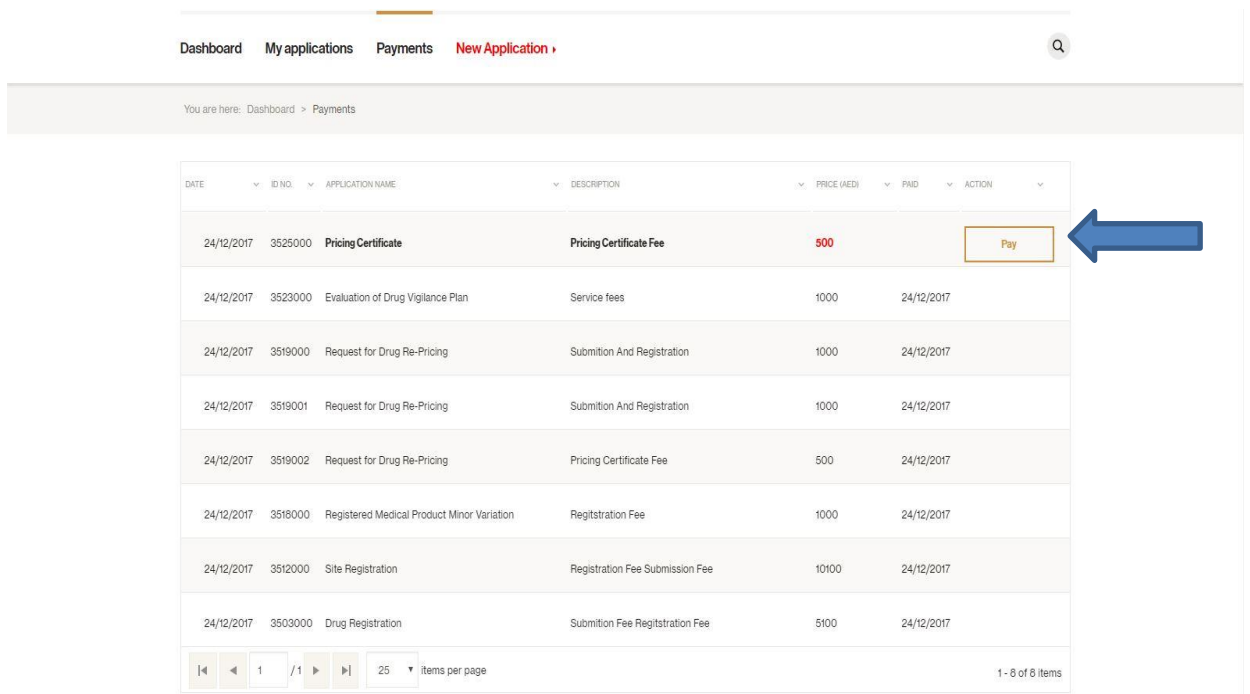 Dashboard My applications Payments New Application
You are here: Dashboard > Payments
DATE ID NO. APPLICATION NAME DESCRIPTION PRICE (AED) PAID ACTION
24/12/2017 3525000 Pricing Certificate Pricing Certificate Fee 500 Pay
24/12/2017 3523000 Evaluation of Drug Vigilance Plan Service fees 1000 24/12/2017
24/12/2017 3519000 Request for Drug Re-Pricing Submition And Registration 1000 24/12/2017
24/12/2017 3519001 Request for Drug Re-Pricing Submition And Registration 1000 24/12/2017
24/12/2017 3519002 Request for Drug Re-Pricing Pricing Certificate Fee 500 24/12/2017
24/12/2017 3518000 Registered Medical Product Minor Variation Regitstration Fee 1000 24/12/2017
24/12/2017 3512000 Site Registration Registration Fee Submission Fee 10100 24/12/2017
24/12/2017 3503000 Drug Registration Submition Fee Regitstration Fee 5100 24/12/2017
1 / 1 25 items per page 1 - 8 of 8 items